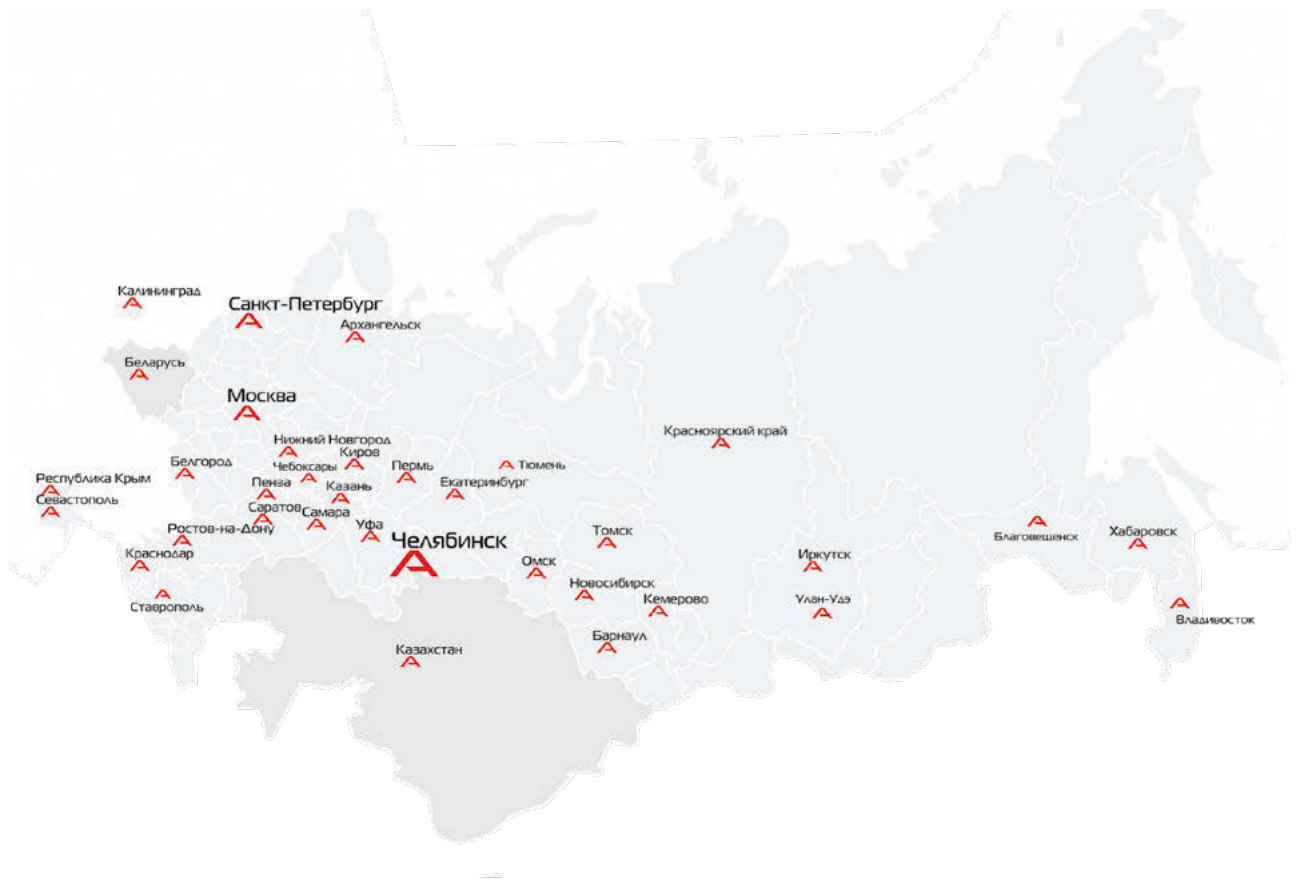 Калининград
Санкт-Петербург
Архангельск
Беларусь
Москва
Красноярский край
Нижний Новгород
Киров
Белгород
Чебоксары
Пермь
Тюмень
Республика Крым
Пенза
Казань
Екатеринбург
Севастополь
Саратов
Самара
Ростов-на-Дону
Уфа
Челябинск
Томск
Благовешенск
Хабаровск
Краснодар
Омск
Иркутск
Новосибирск
Ставрополь
Кемерово
Улан-Удэ
Владивосток
Барнаул
Казахстан